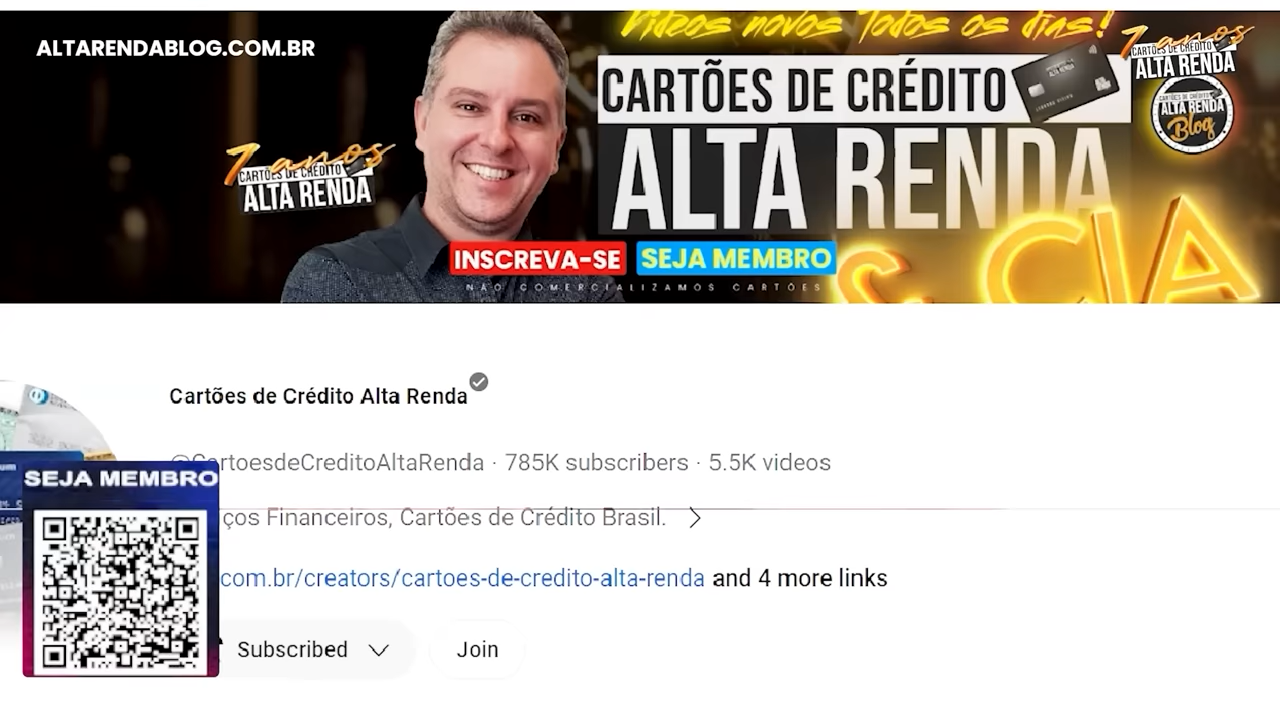 Vídeos novos todos os dias!
ALTARENDABLOG.COM.BR
CARTÕES DE CRÉDITO
ALTA RENDA
& CIA
7 anos
CARTÕES DE CRÉDITO
ALTA RENDA
7 anos
CARTÕES DE CRÉDITO
ALTA RENDA
CARTÕES DE CRÉDITO
ALTA RENDA
Blog
INSCREVA-SE
SEJA MEMBRO
NÃO COMERCIALIZAMOS CARTÕES
Cartões de Crédito Alta Renda
@CartoesdeCreditoAltaRenda · 785K subscribers · 5.5K videos
SEJA MEMBRO
ços Financeiros, Cartões de Crédito Brasil.
com.br/creators/cartoes-de-credito-alta-renda and 4 more links
Subscribed
Join